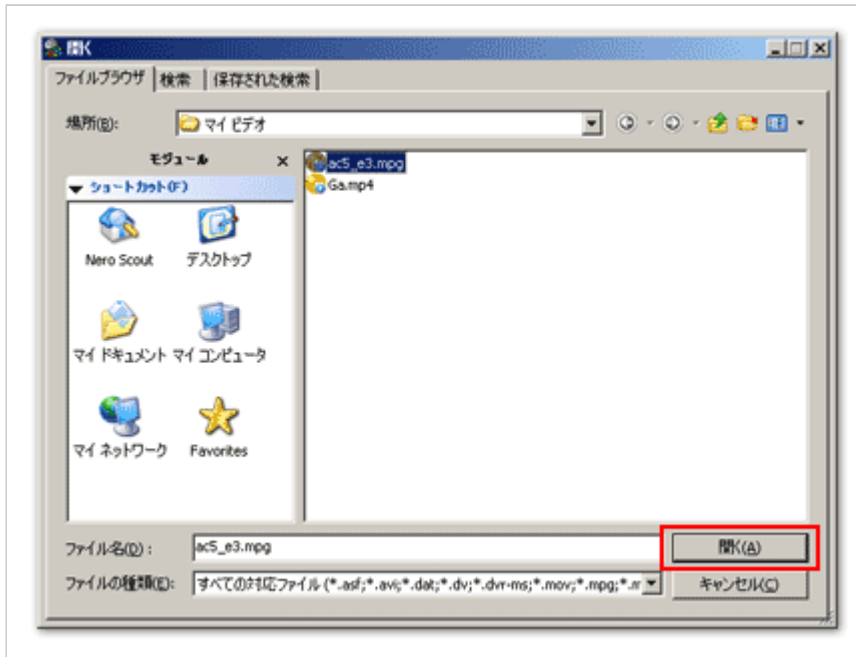 開く
ファイルブラウザ 検索 保存された検索
場所(B): マイ ビデオ
モジュール x
ショートカット(F)
ac5_e3.mpg
Ga.mp4
Nero Scout デスクトップ
マイ ドキュメント マイ コンピュータ
マイ ネットワーク Favorites
ファイル名(D): ac5_e3.mpg 開く(A)
ファイルの種類(E): すべての対応ファイル (*.asf;*.avi;*.dat;*.dv;*.dvr-ms;*.mov;*.mpg;*.m キャンセル(C)